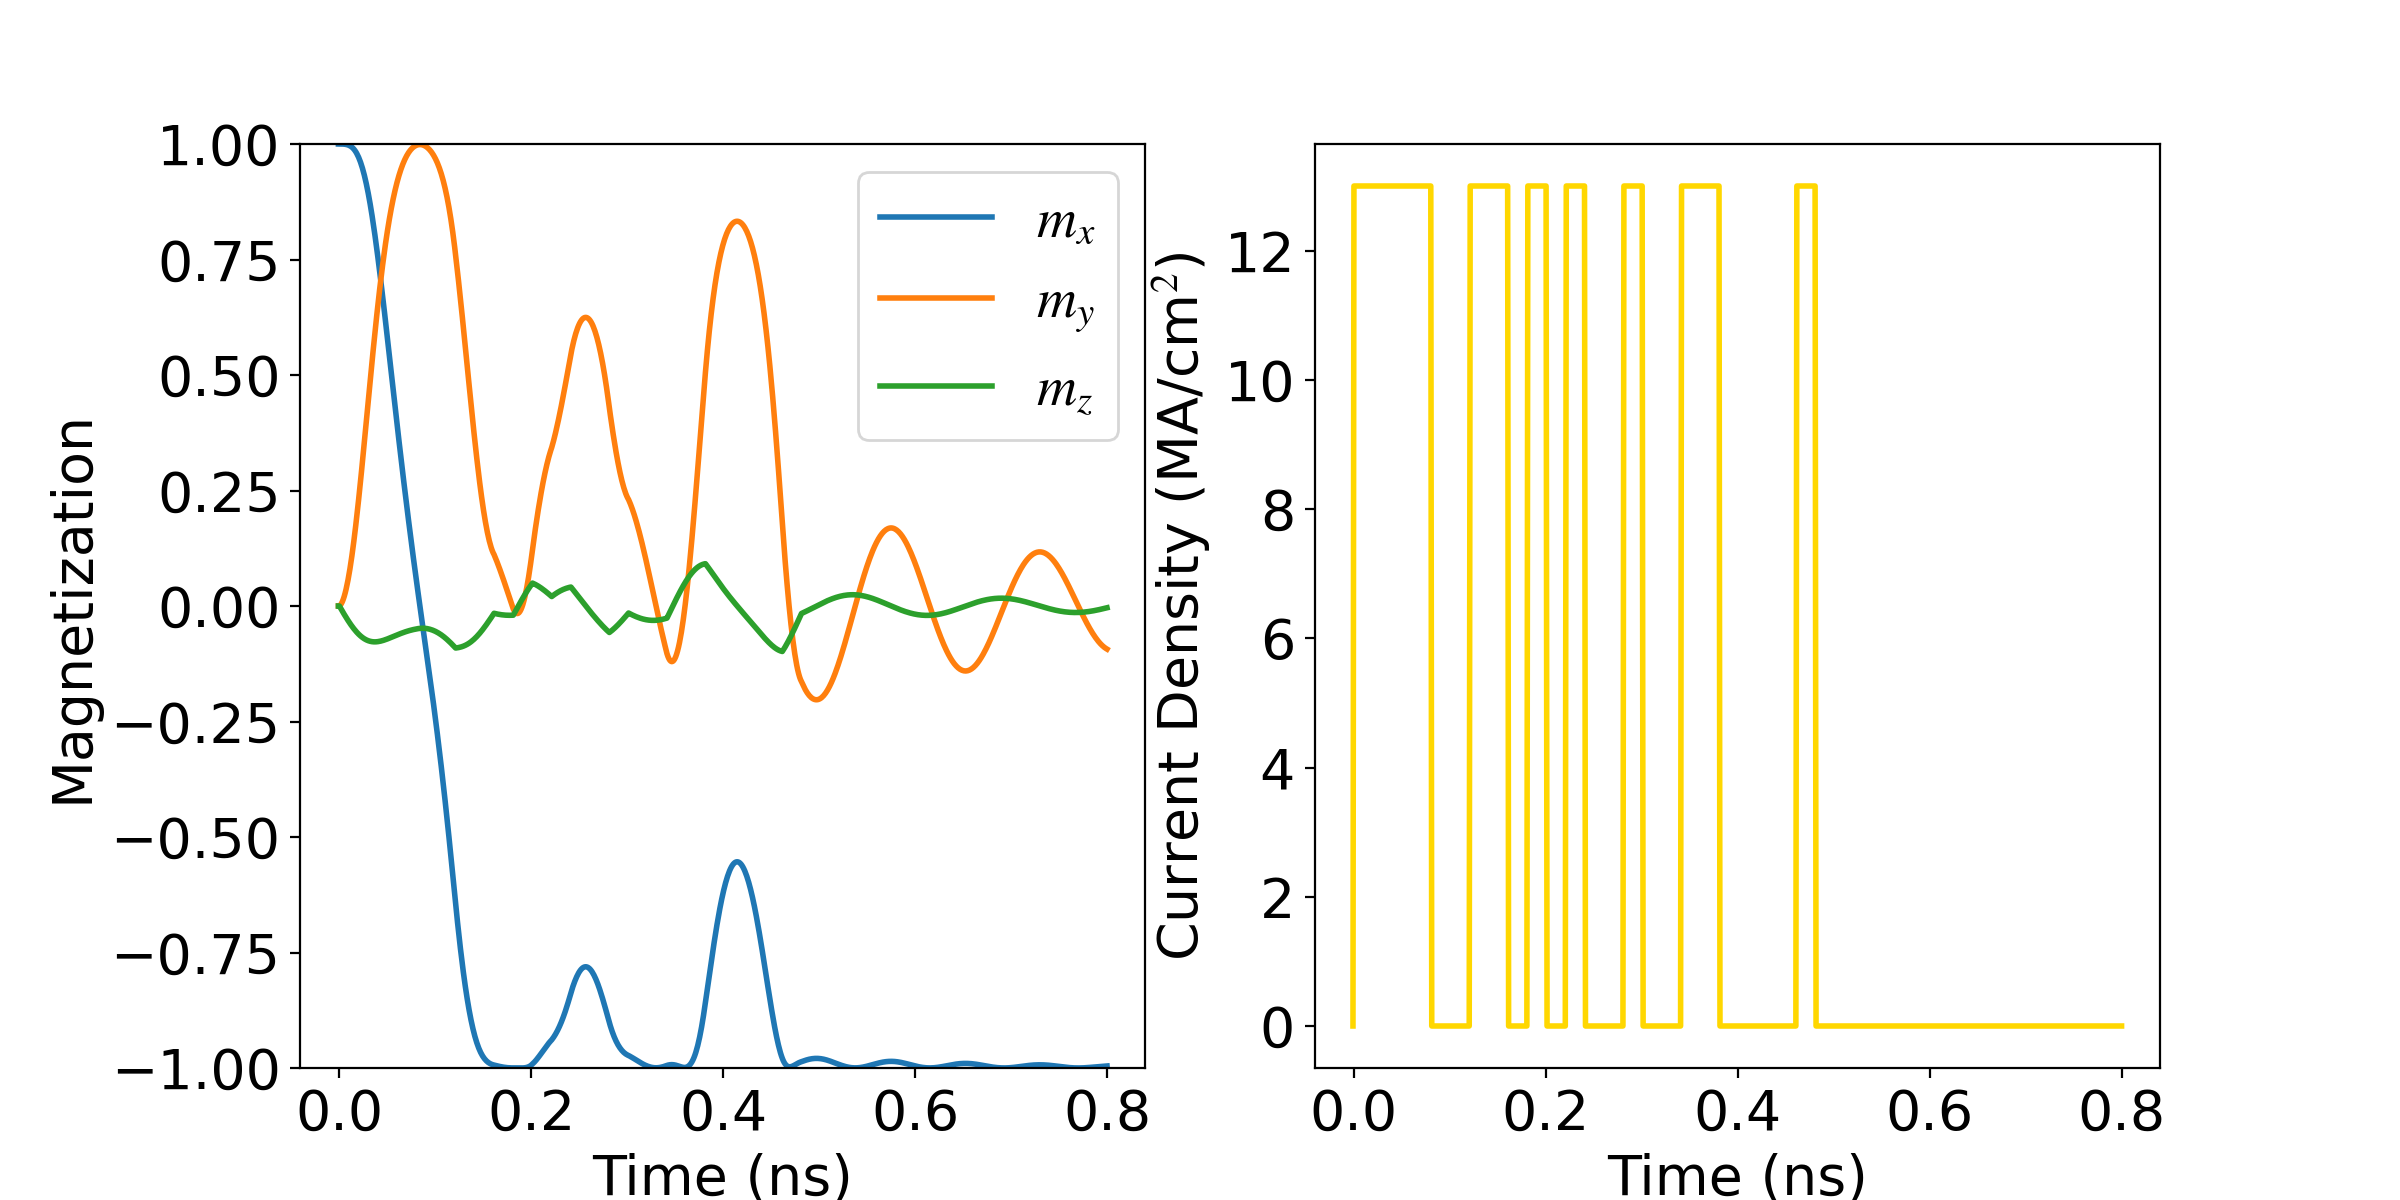 1.00
0.75
0.50
0.25
0.00
−0.25
−0.50
−0.75
−1.00
Magnetization
0.0 0.2 0.4 0.6 0.8
Time (ns)
m_x
m_y
m_z
12
10
8
6
4
2
0
Current Density (MA/cm²)
0.0 0.2 0.4 0.6 0.8
Time (ns)